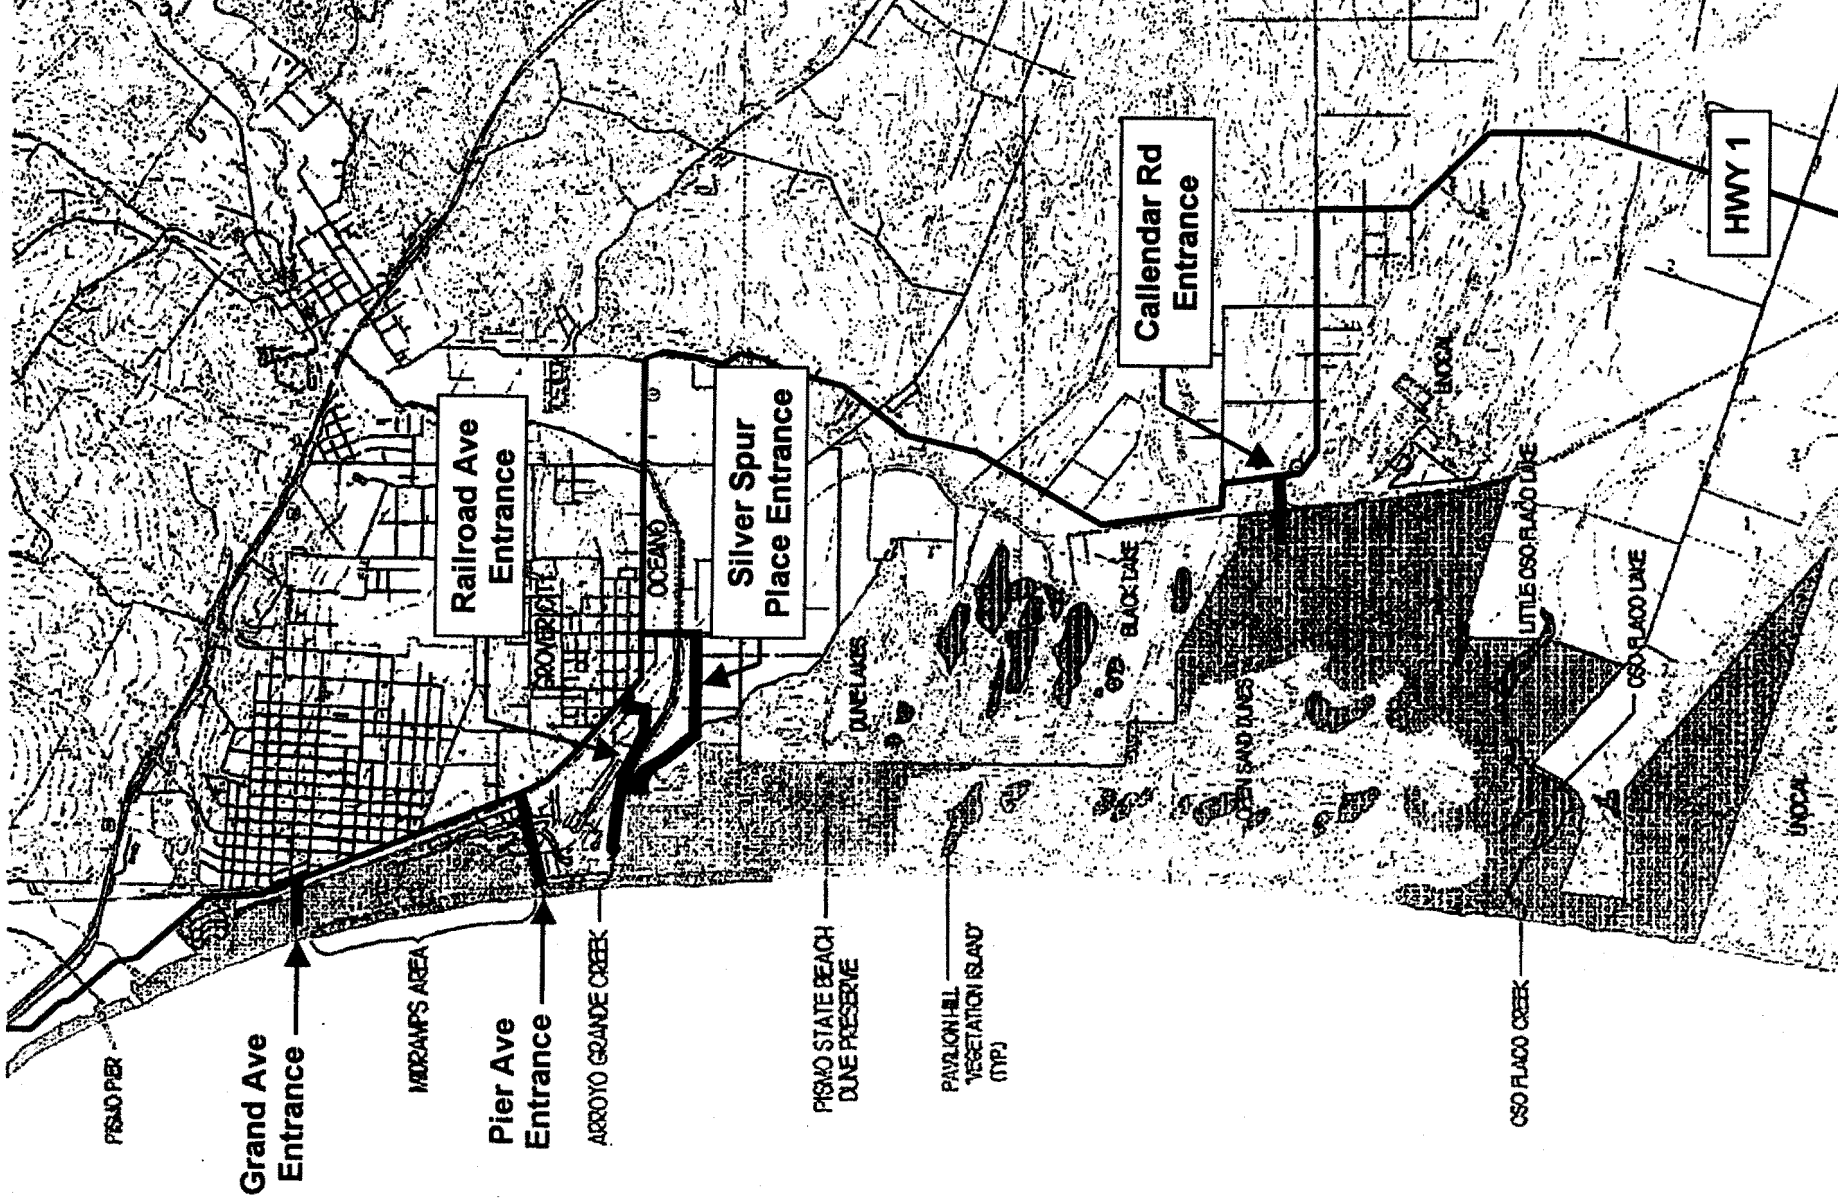 PISMO PIER
Grand Ave
Entrance
MIDRAMPS AREA
Pier Ave
Entrance
ARROYO GRANDE CREEK
PISMO STATE BEACH
DUNE PRESERVE
PAVILION HILL
"VEGETATION ISLAND"
(TYP.)
OSO FLACO CREEK
Railroad Ave
Entrance
GROVER CITY
OCEANO
Silver Spur
Place Entrance
DUNE LAKES
BLACK LAKE
OPEN SAND DUNES
Callendar Rd
Entrance
UNOCAL
LITTLE OSO FLACO LAKE
OSO FLACO LAKE
UNOCAL
HWY 1